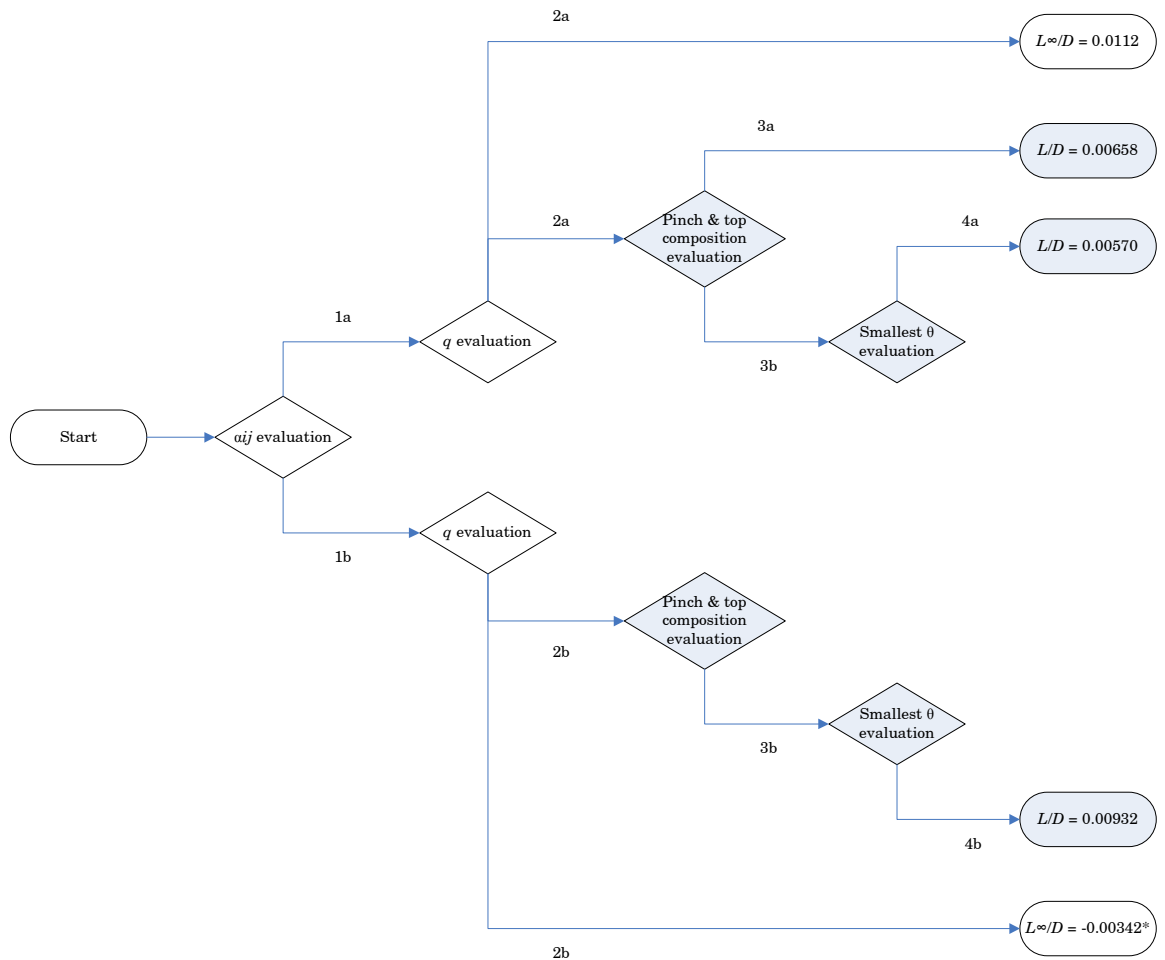 2a
L∞/D = 0.0112
3a
L/D = 0.00658
2a
Pinch & top
composition
evaluation
4a
L/D = 0.00570
1a
q evaluation
Smallest θ
evaluation
3b
Start
αij evaluation
q evaluation
1b
Pinch & top
composition
evaluation
2b
Smallest θ
evaluation
3b
L/D = 0.00932
4b
L∞/D = -0.00342*
2b